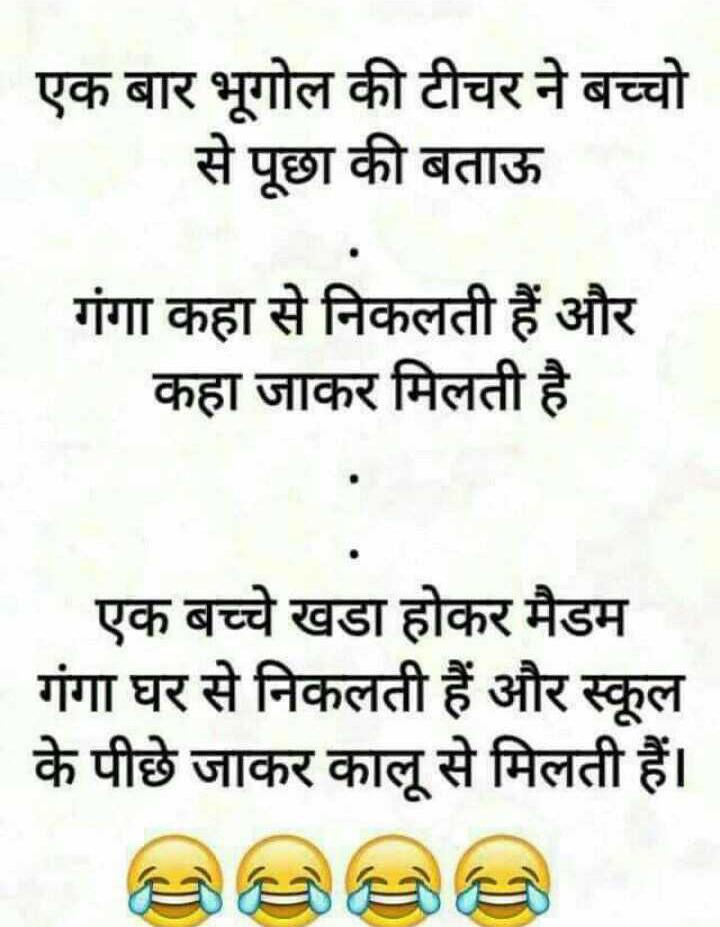 एक बार भूगोल की टीचर ने बच्चो
से पूछा की बताऊ
.
गंगा कहा से निकलती हैं और
कहा जाकर मिलती है
.
.
एक बच्चे खडा होकर मैडम
गंगा घर से निकलती हैं और स्कूल
के पीछे जाकर कालू से मिलती हैं।
😂😂😂😂